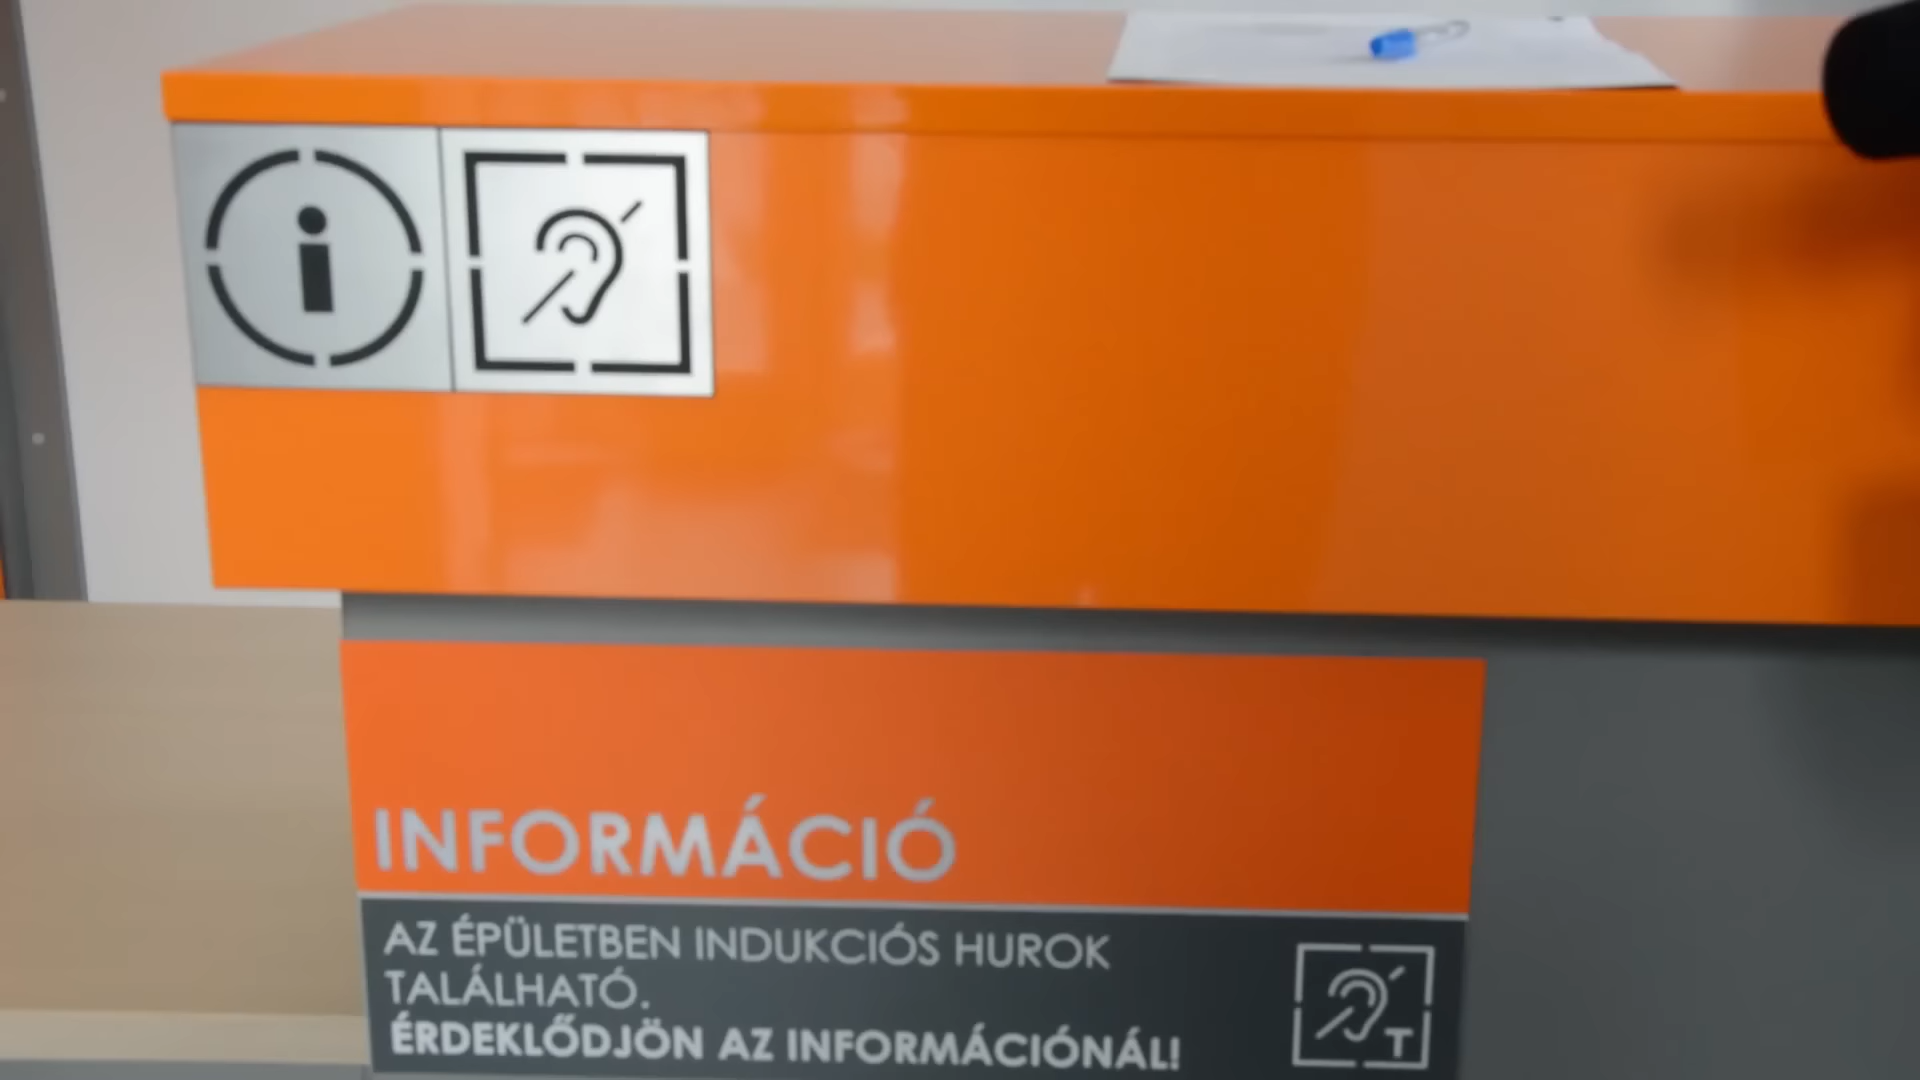 INFORMÁCIÓ
AZ ÉPÜLETBEN INDUKCIÓS HUROK
TALÁLHATÓ.
ÉRDEKLŐDJÖN AZ INFORMÁCIÓNÁL!
T